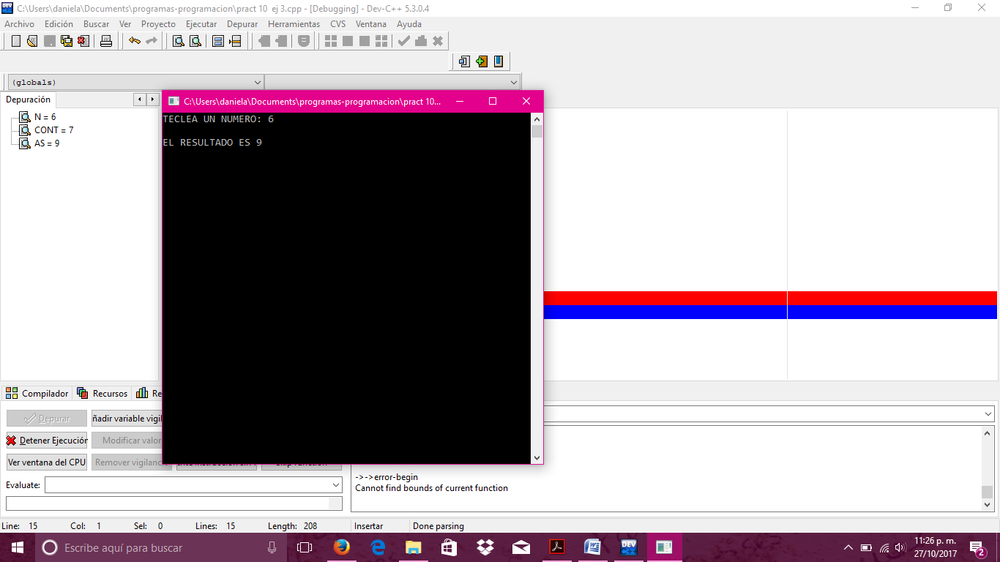 C:\Users\daniela\Documents\programas-programacion\pract 10  ej 3.cpp - [Debugging] - Dev-C++ 5.3.0.4
Archivo Edición Buscar Ver Proyecto Ejecutar Depurar Herramientas CVS Ventana Ayuda
(globals)
Depuración
N = 6
CONT = 7
AS = 9
C:\Users\daniela\Documents\programas-programacion\pract 10...
TECLEA UN NUMERO: 6
EL RESULTADO ES 9
Compilador Recursos Re
Depurar ñadir variable vigil
Detener Ejecución Modificar valor
Ver ventana del CPU Remover vigilanc
Evaluate:
->->error-begin
Cannot find bounds of current function
Line: 15 Col: 1 Sel: 0 Lines: 15 Length: 208 Insertar Done parsing
Escribe aquí para buscar
11:26 p. m.
27/10/2017
2